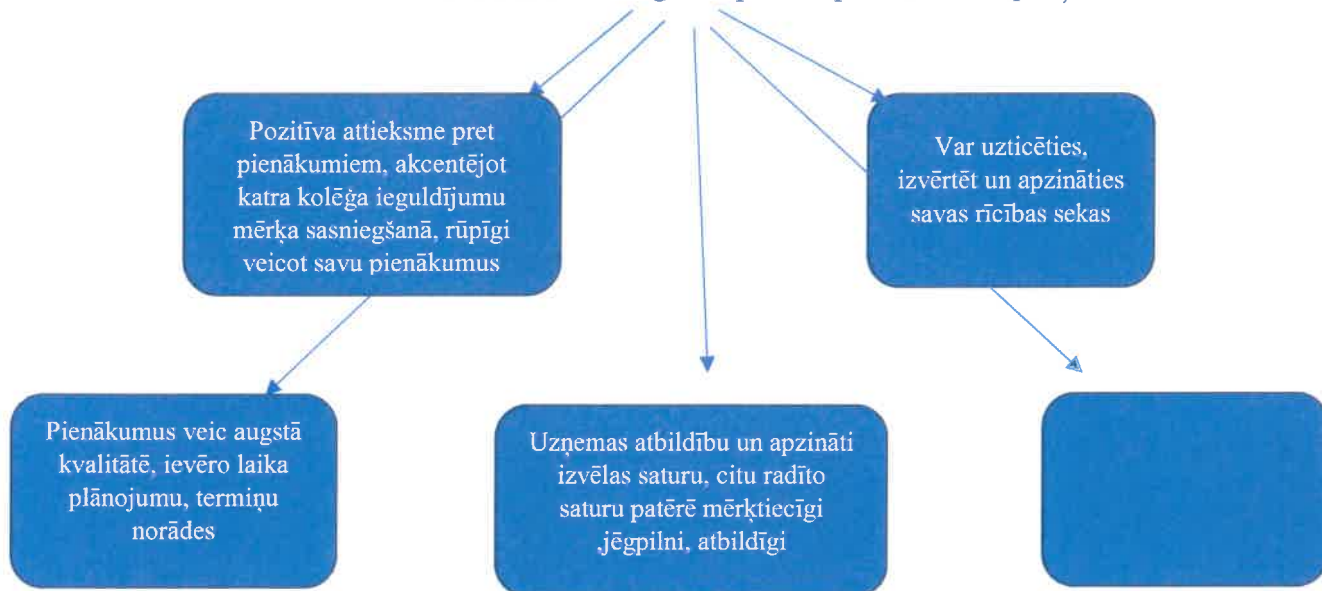 Pozitīva attieksme pret
pienākumiem, akcentējot
katra kolēģa ieguldījumu
mērķa sasniegšanā, rūpīgi
veicot savu pienākumus
Var uzticēties,
izvērtēt un apzināties
savas rīcības sekas
Pienākumus veic augstā
kvalitātē, ievēro laika
plānojumu, termiņu
norādes
Uzņemas atbildību un apzināti
izvēlas saturu, citu radīto
saturu patērē mērķtiecīgi
,jēgpilni, atbildīgi